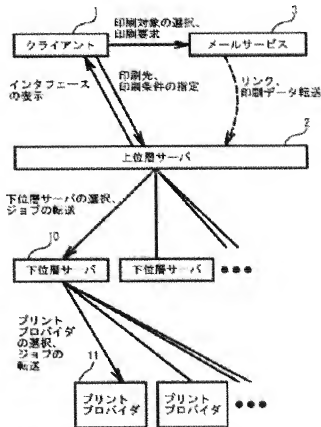 1
3
印刷対象の選択、
印刷要求
クライアント
メールサービス
インタフェース
の表示
印刷先、
印刷条件の指定
リンク、
印刷データ転送
2
上位層サーバ
下位層サーバの選択、
ジョブの転送
10
下位層サーバ
下位層サーバ
プリント
プロバイダ
の選択、
ジョブの
転送
11
プリント
プロバイダ
プリント
プロバイダ